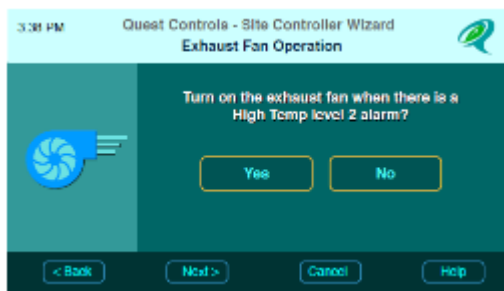 3:38 PM
Quest Controls - Site Controller Wizard
Exhaust Fan Operation
Turn on the exhaust fan when there is a
High Temp level 2 alarm?
Yes
No
< Back
Next >
Cancel
Help